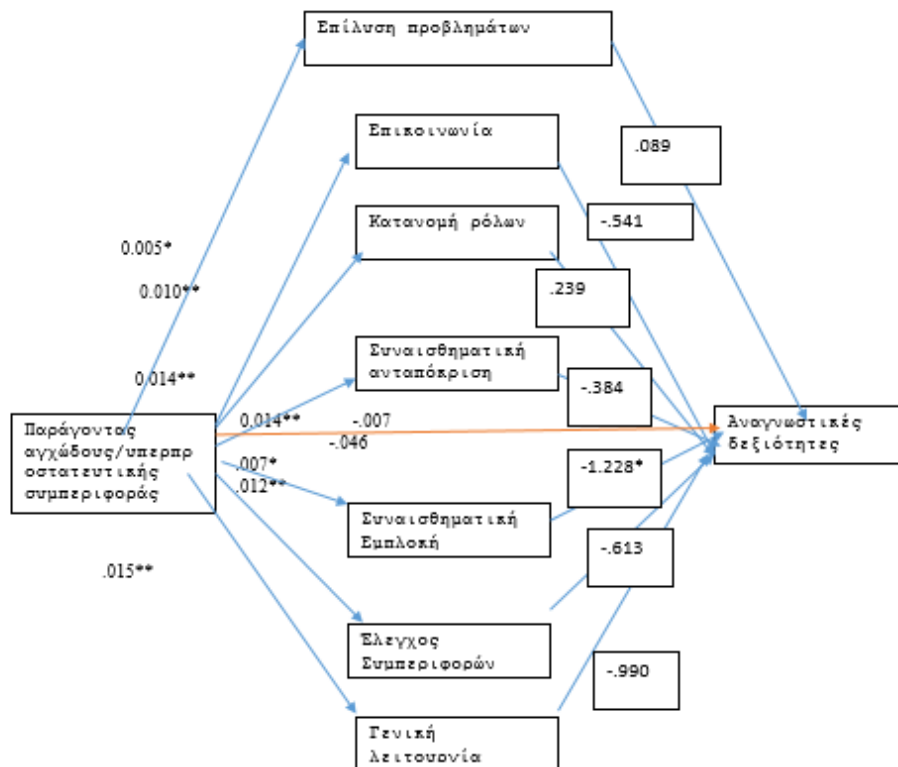 Επίλυση προβλημάτων
Επικοινωνία
.089
Κατανομή ρόλων
-.541
0.005*
0.010**
.239
Συναισθηματική
ανταπόκριση
0.014**
-.384
Παράγοντας
αγχώδους/υπερπρ
οστατευτικής
συμπεριφοράς
0.014**
-.007
-.046
Αναγνωστικές
δεξιότητες
.007*
.012**
-1.228*
Συναισθηματική
Εμπλοκή
-.613
.015**
Έλεγχος
Συμπεριφορών
-.990
Γενική
λειτουργία